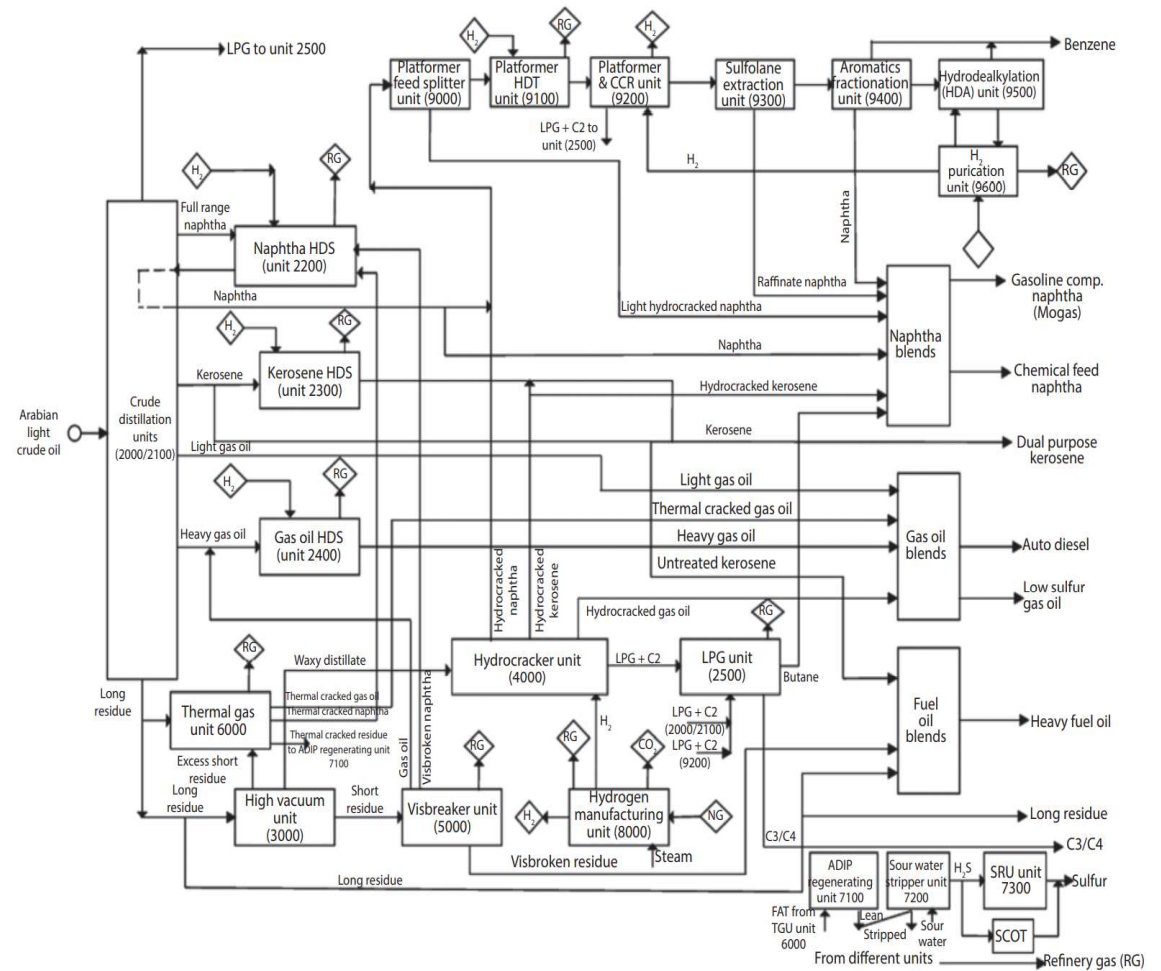 LPG to unit 2500
H2
RG
H2
Benzene
Platformer
feed splitter
unit (9000)
Platformer
HDT
unit (9100)
Platformer
& CCR unit
(9200)
Sulfolane
extraction
unit (9300)
Aromatics
fractionation
unit (9400)
Hydrodealkylation
(HDA) unit (9500)
LPG + C2 to
unit (2500)
H2
H2
purication
unit (9600)
RG
H2
RG
Full range
naphtha
Naphtha HDS
(unit 2200)
Naphtha
Naphtha
Raffinate naphtha
Light hydrocracked naphtha
Naphtha
Naphtha
blends
Gasoline comp.
naphtha
(Mogas)
Chemical feed
naphtha
H2
RG
Kerosene
Kerosene HDS
(unit 2300)
Hydrocracked kerosene
Arabian
light
crude oil
Crude
distillation
units
(2000/2100)
Kerosene
Dual purpose
kerosene
Light gas oil
H2
RG
Light gas oil
Thermal cracked gas oil
Heavy gas oil
Gas oil HDS
(unit 2400)
Heavy gas oil
Untreated kerosene
Gas oil
blends
Auto diesel
Low sulfur
gas oil
Hydrocracked
naphtha
Hydrocracked
kerosene
Hydrocracked gas oil
RG
RG
Waxy distillate
Hydrocracker unit
(4000)
LPG + C2
LPG unit
(2500)
Butane
Long
residue
Thermal gas
unit 6000
Thermal cracked gas oil
Thermal cracked naphtha
Thermal cracked residue
to ADIP regenerating unit
7100
Gas oil
Visbroken naphtha
RG
RG
H2
CO2
LPG + C2
(2000/2100)
LPG + C2
(9200)
Fuel
oil
blends
Heavy fuel oil
Excess short
residue
Long
residue
High vacuum
unit
(3000)
Short
residue
Visbreaker unit
(5000)
H2
Hydrogen
manufacturing
unit (8000)
NG
Steam
Visbroken residue
Long residue
C3/C4
Long residue
C3/C4
ADIP
regenerating
unit 7100
Sour water
stripper unit
7200
H2S
SRU unit
7300
Sulfur
FAT from
TGU unit
6000
Lean
Stripped
Sour
water
SCOT
From different units
Refinery gas (RG)